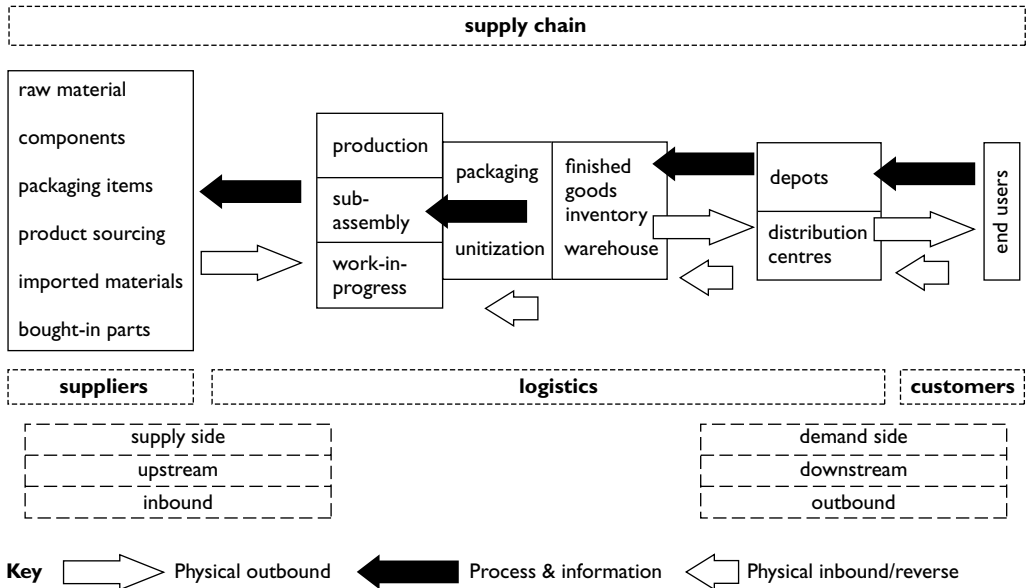 supply chain
raw material
components
packaging items
product sourcing
imported materials
bought-in parts
production
sub-
assembly
work-in-
progress
packaging
unitization
finished
goods
inventory
warehouse
depots
distribution
centres
end users
suppliers
logistics
customers
supply side
upstream
inbound
demand side
downstream
outbound
Key
Physical outbound
Process & information
Physical inbound/reverse